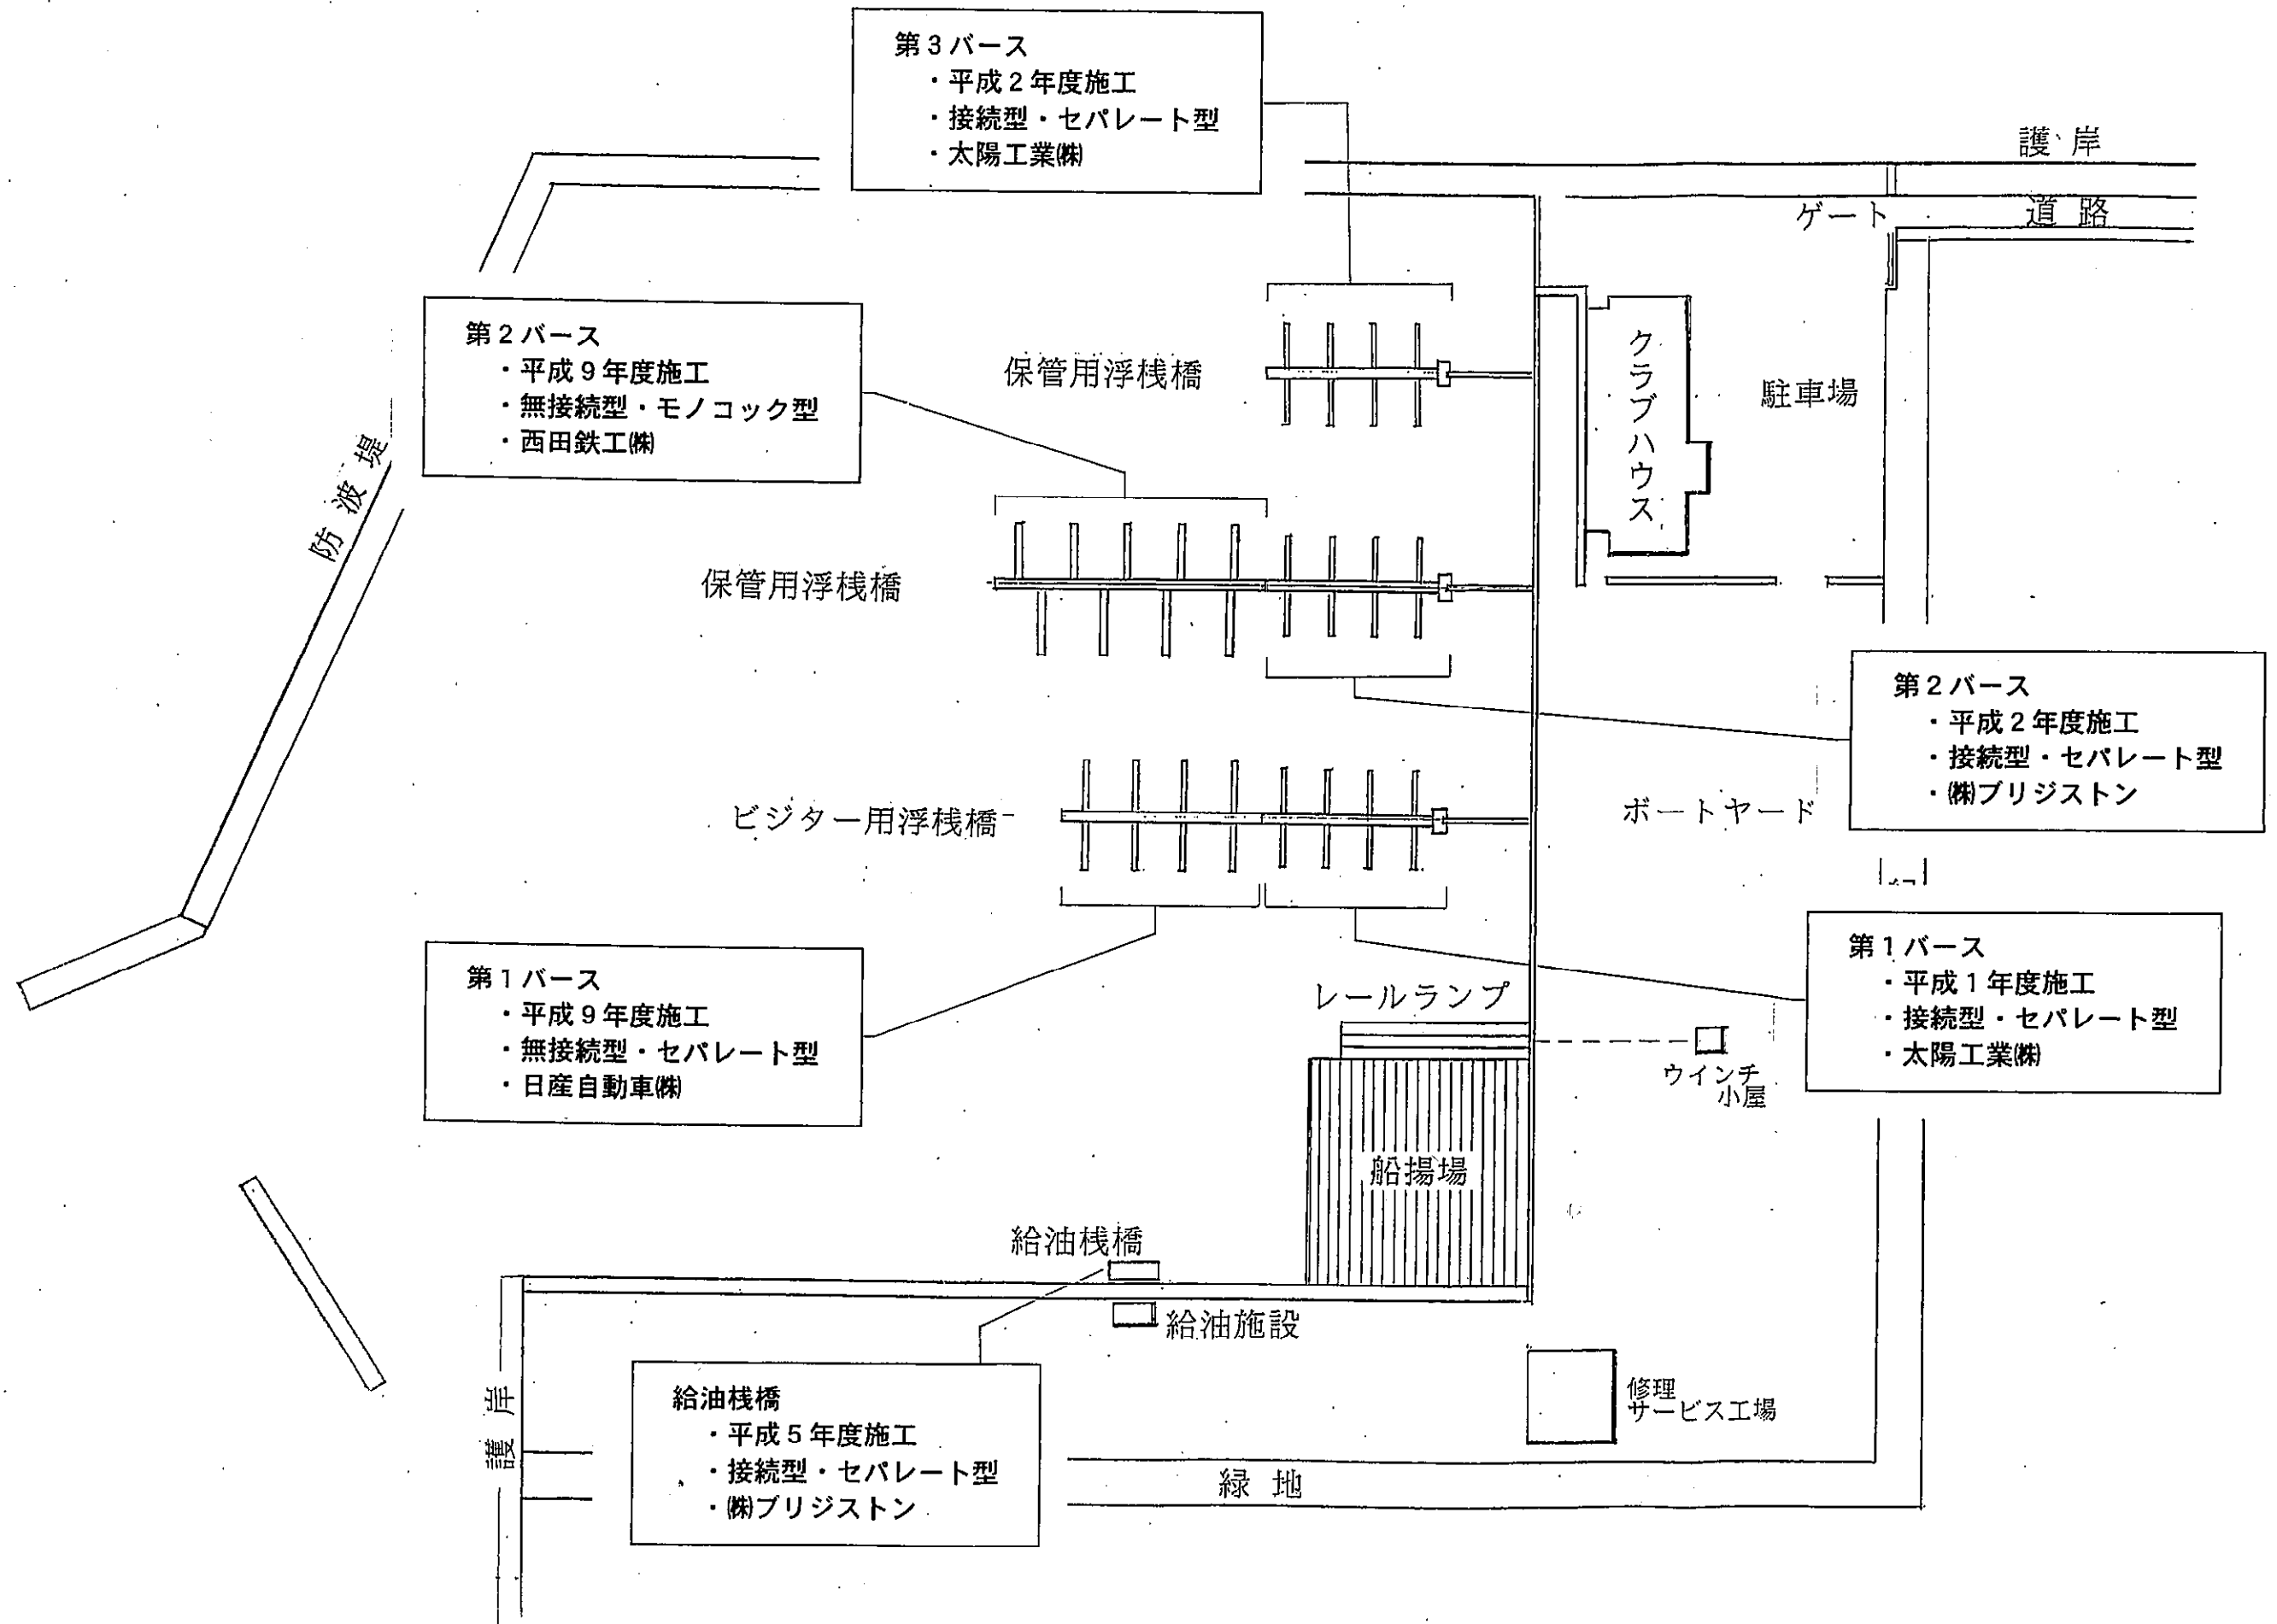 第3バース
・平成2年度施工
・接続型・セパレート型
・太陽工業㈱
護岸
ゲート
道路
第2バース
・平成9年度施工
・無接続型・モノコック型
・西田鉄工㈱
保管用浮桟橋
クラブハウス
駐車場
防波堤
保管用浮桟橋
第2バース
・平成2年度施工
・接続型・セパレート型
・㈱ブリジストン
ビジター用浮桟橋
ボートヤード
第1バース
・平成9年度施工
・無接続型・セパレート型
・日産自動車㈱
第1バース
・平成1年度施工
・接続型・セパレート型
・太陽工業㈱
レールランプ
ウインチ
小屋
船揚場
給油桟橋
給油施設
護岸
給油桟橋
・平成5年度施工
・接続型・セパレート型
・㈱ブリジストン
修理
サービス工場
緑地